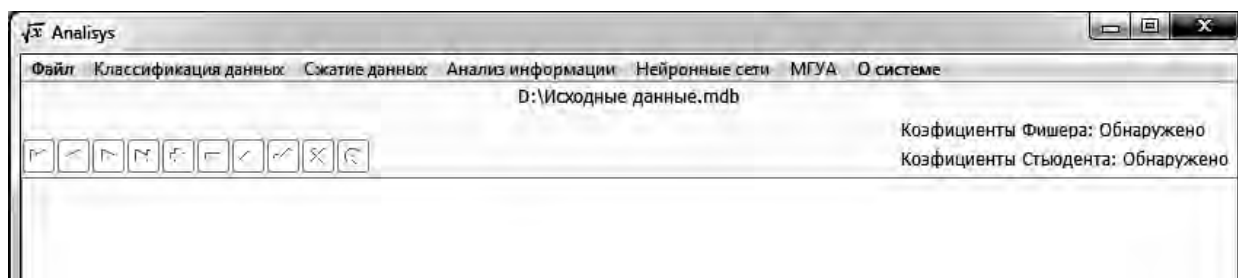 √x Analisys
Файл Классификация данных Сжатие данных Анализ информации Нейронные сети МГУА О системе
D:\Исходные данные.mdb
Коэфициенты Фишера: Обнаружено
Коэфициенты Стьюдента: Обнаружено